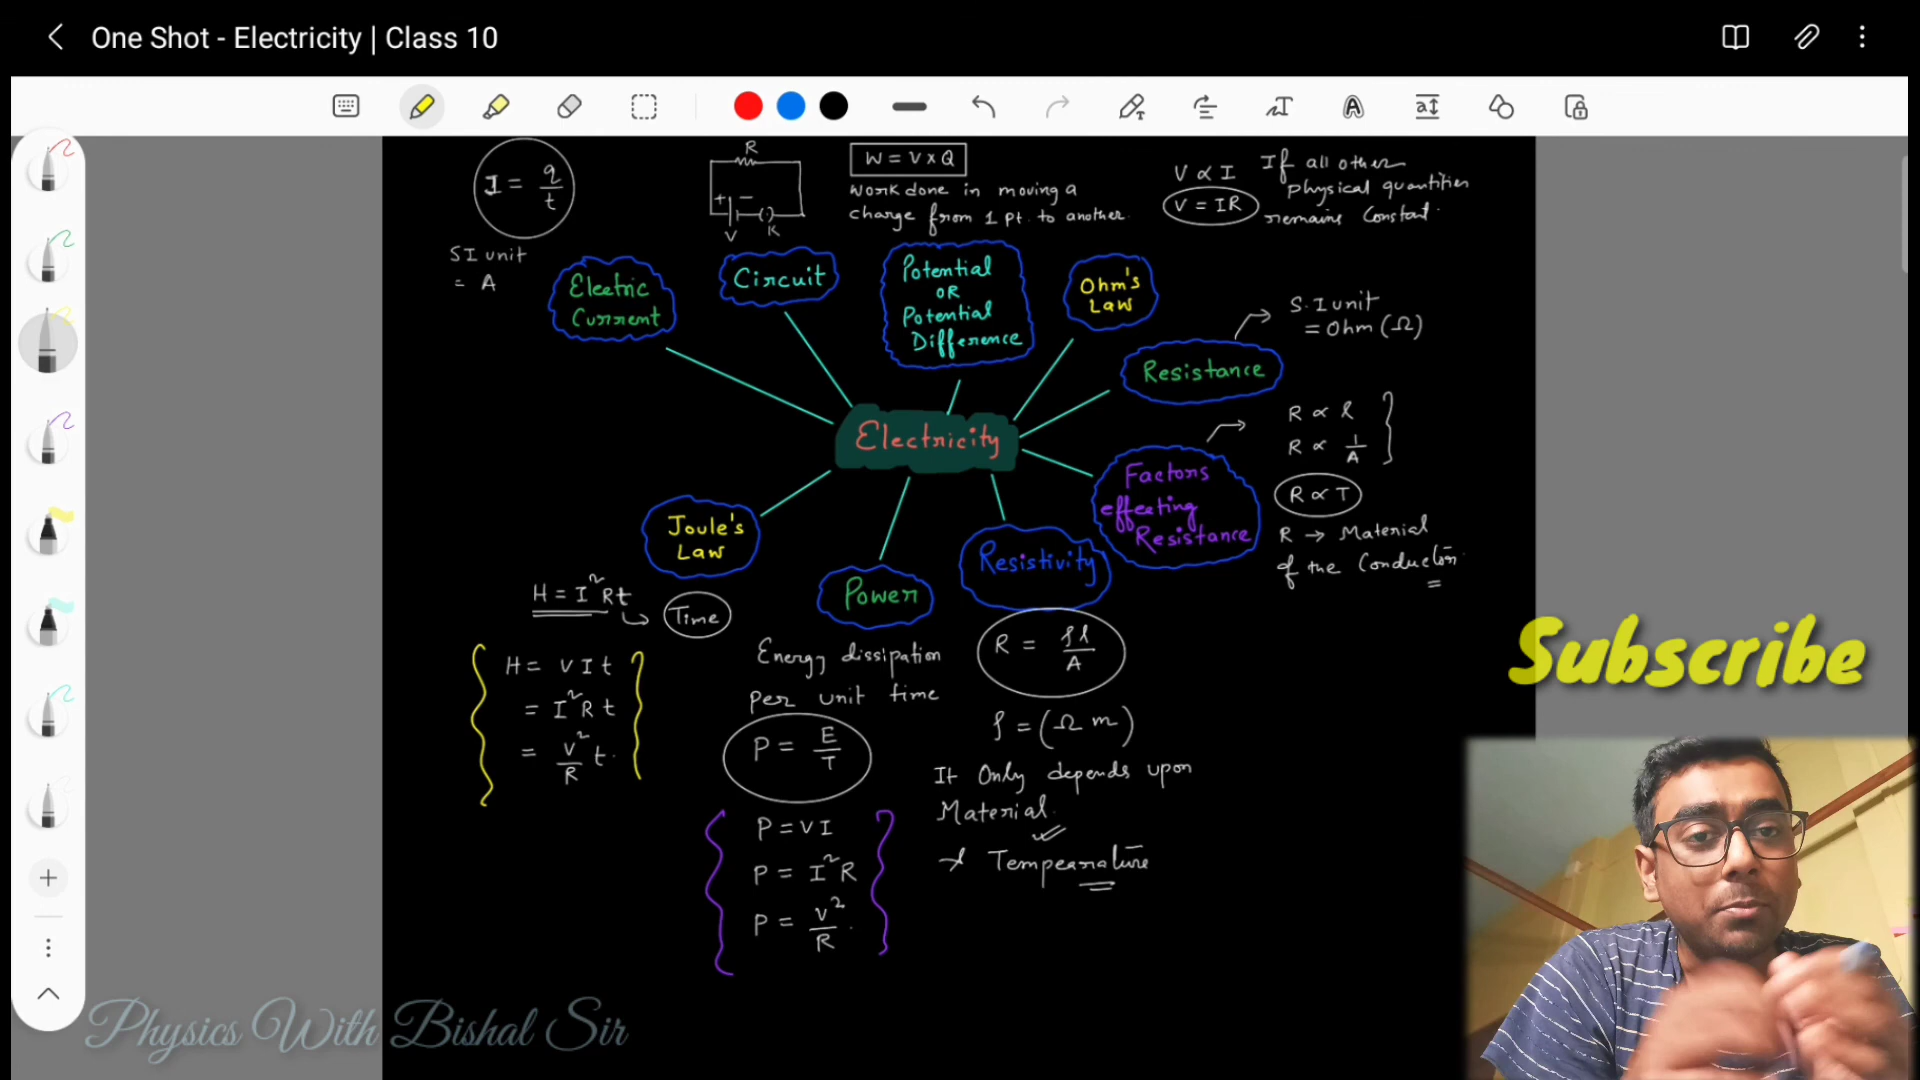 One Shot - Electricity | Class 10
I = q/t
SI unit
= A
R
+ -
V K
W = V x Q
Work done in moving a
charge from 1 pt. to another.
V ∝ I
V = IR
If all other
physical quantities
remains constant.
Electric
Current
Circuit
Potential
OR
Potential
Difference
Ohm's
Law
Resistance
S.I unit
= Ohm (Ω)
Electricity
R ∝ l
R ∝ 1/A
R ∝ T
R → Material
of the Conductor
Factors
effecting
Resistance
Joule's
Law
Power
Resistivity
H = I²Rt
Time
H = VIt
= I²Rt
= V²/R t.
Energy dissipation
per unit time
P = E/T
P = VI
P = I²R
P = V²/R.
R = ρl/A
ρ = (Ω m)
It Only depends upon
Material.
→ Tempearature
Subscribe
Physics With Bishal Sir